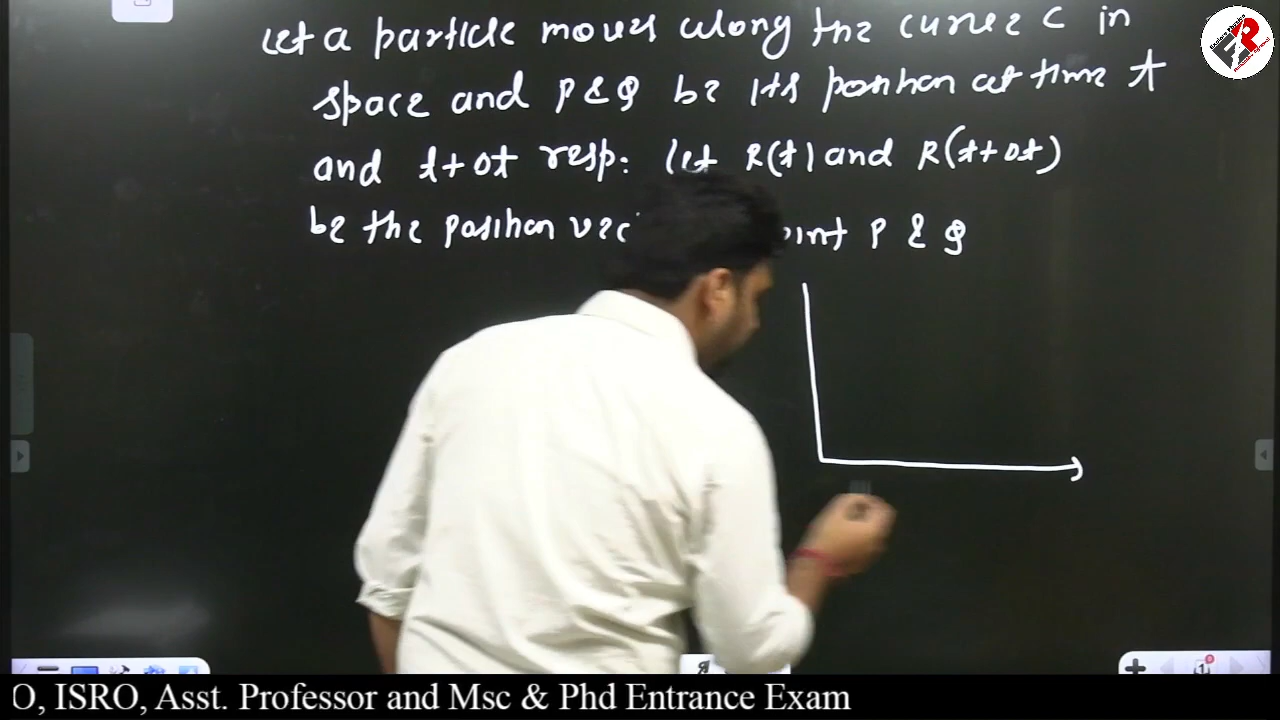 Let a particle moves along the curve C in
space and P & Q be its position at time t
and t+Δt resp: let R(t) and R(t+Δt)
be the position vec point P & Q
O, ISRO, Asst. Professor and Msc & Phd Entrance Exam